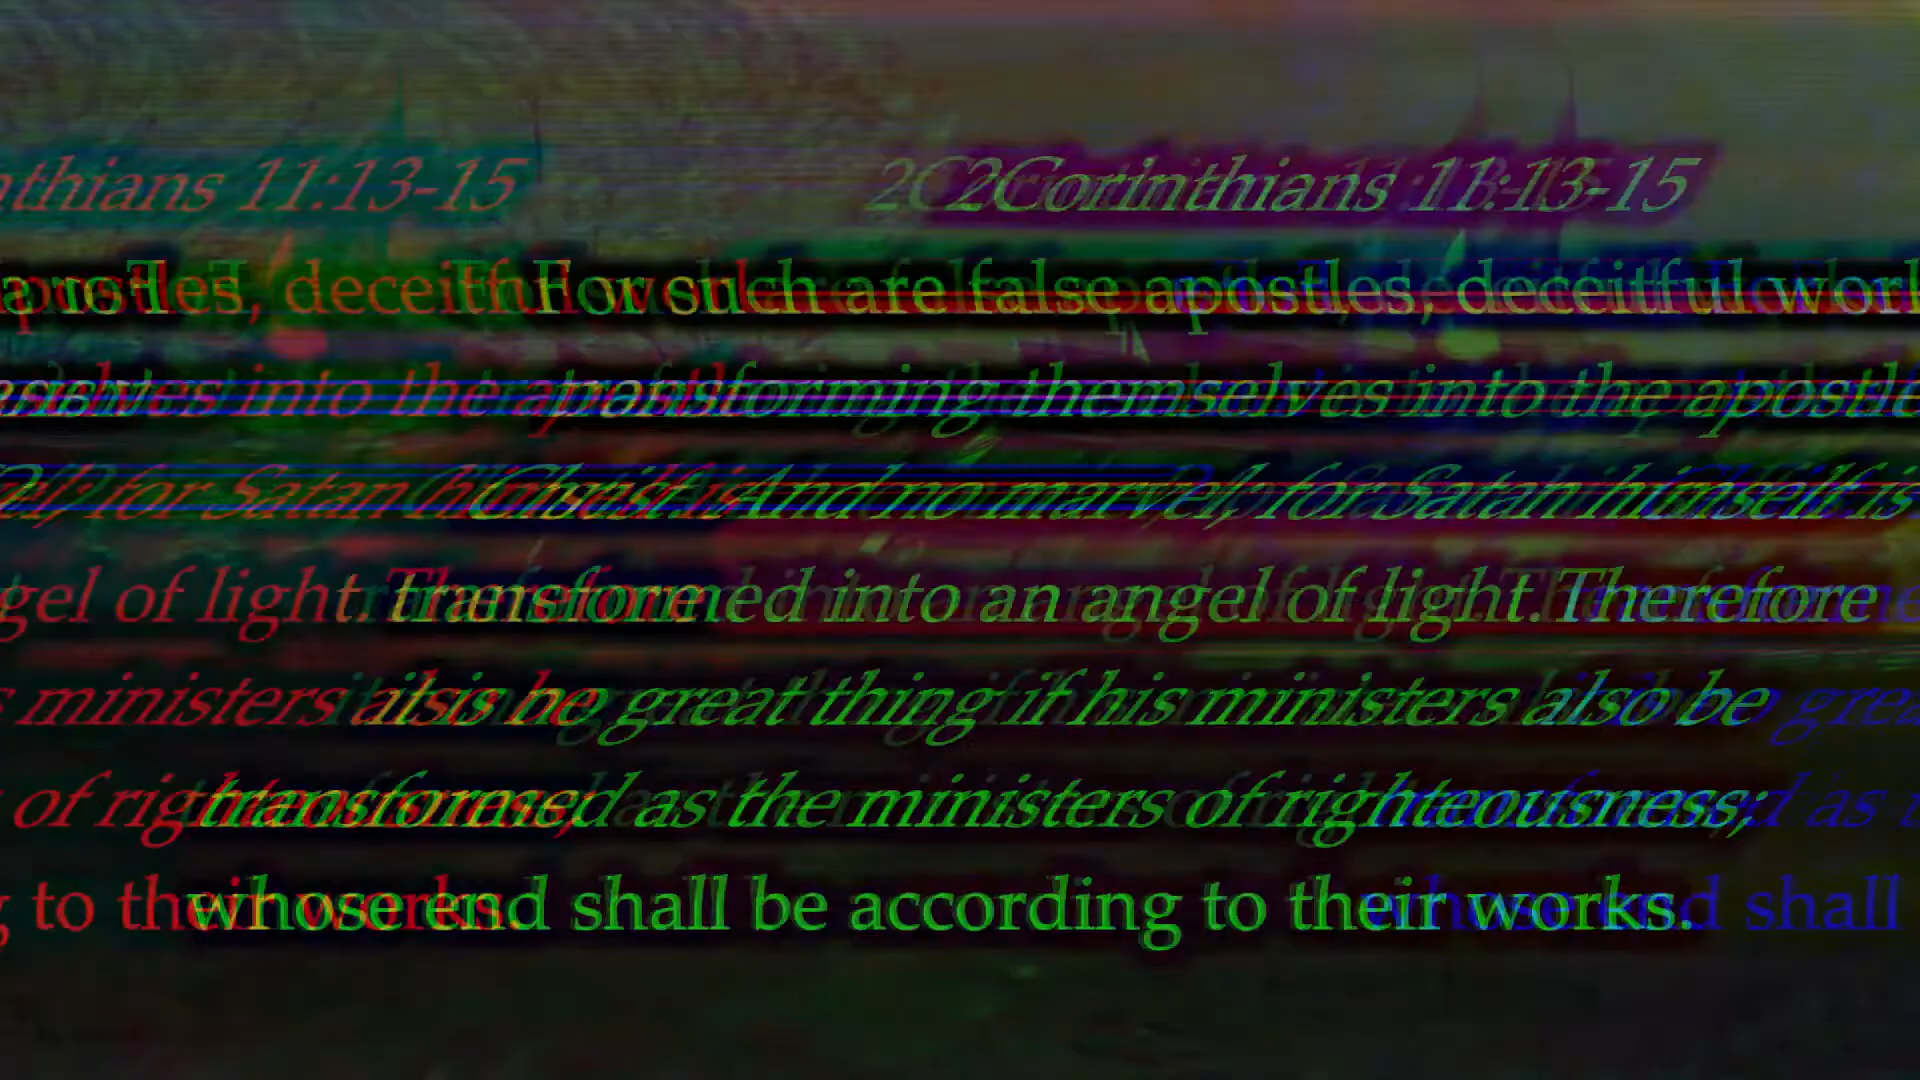 2Corinthians 11:13-15
For such are false apostles, deceitful work
transforming themselves into the apostle
Christ. And no marvel, for Satan himself is
transformed into an angel of light. Therefore
it is no great thing if his ministers also be
transformed as the ministers of righteousness;
whose end shall be according to their works.